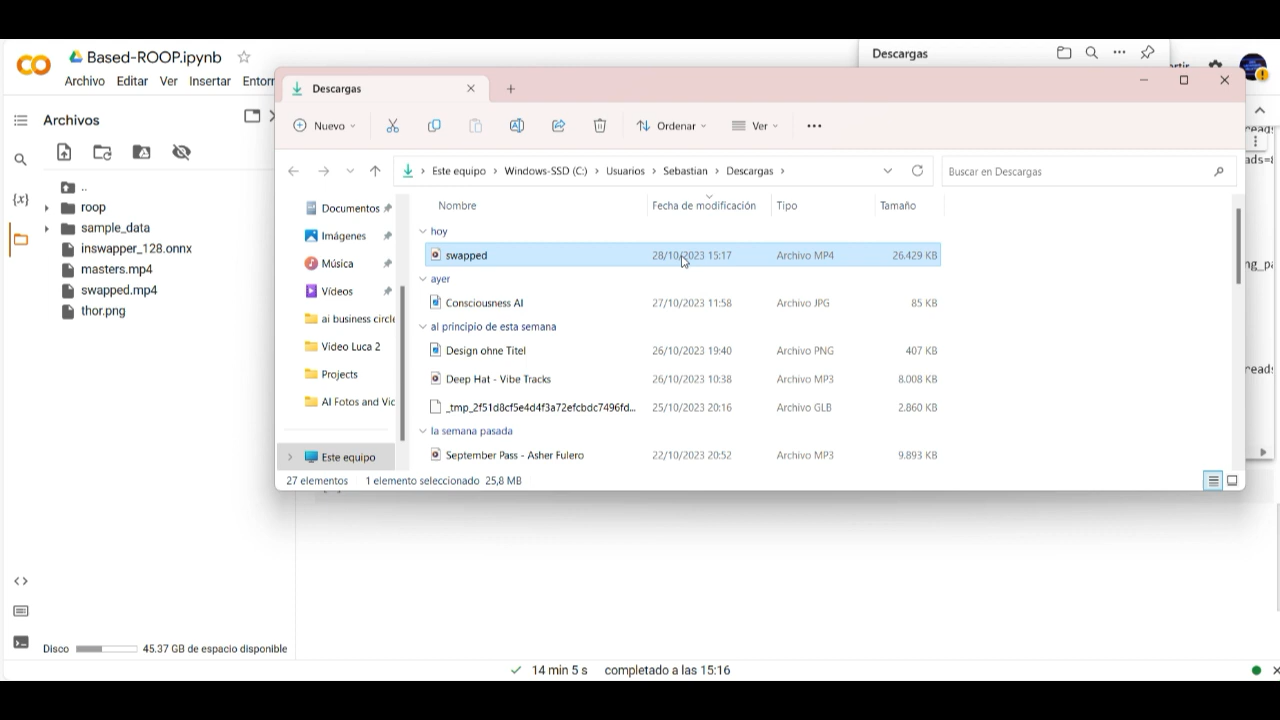 Based-ROOP.ipynb
Archivo Editar Ver Insertar Entorn
Descargas
Archivos
..
roop
sample_data
inswapper_128.onnx
masters.mp4
swapped.mp4
thor.png
Descargas
Nuevo
Ordenar
Ver
Este equipo > Windows-SSD (C:) > Usuarios > Sebastian > Descargas >
Buscar en Descargas
Documentos
Imágenes
Música
Vídeos
ai business circle
Video Luca 2
Projects
AI Fotos and Vic
Este equipo
Nombre Fecha de modificación Tipo Tamaño
hoy
swapped 28/10/2023 15:17 Archivo MP4 26.429 KB
ayer
Consciousness AI 27/10/2023 11:58 Archivo JPG 85 KB
al principio de esta semana
Design ohne Titel 26/10/2023 19:40 Archivo PNG 407 KB
Deep Hat - Vibe Tracks 26/10/2023 10:38 Archivo MP3 8.008 KB
_tmp_2f51d8cf5e4d4f3a72efcbdc7496fd... 25/10/2023 20:16 Archivo GLB 2.860 KB
la semana pasada
September Pass - Asher Fulero 22/10/2023 20:52 Archivo MP3 9.893 KB
27 elementos 1 elemento seleccionado 25,8 MB
Disco 45.37 GB de espacio disponible
14 min 5 s completado a las 15:16